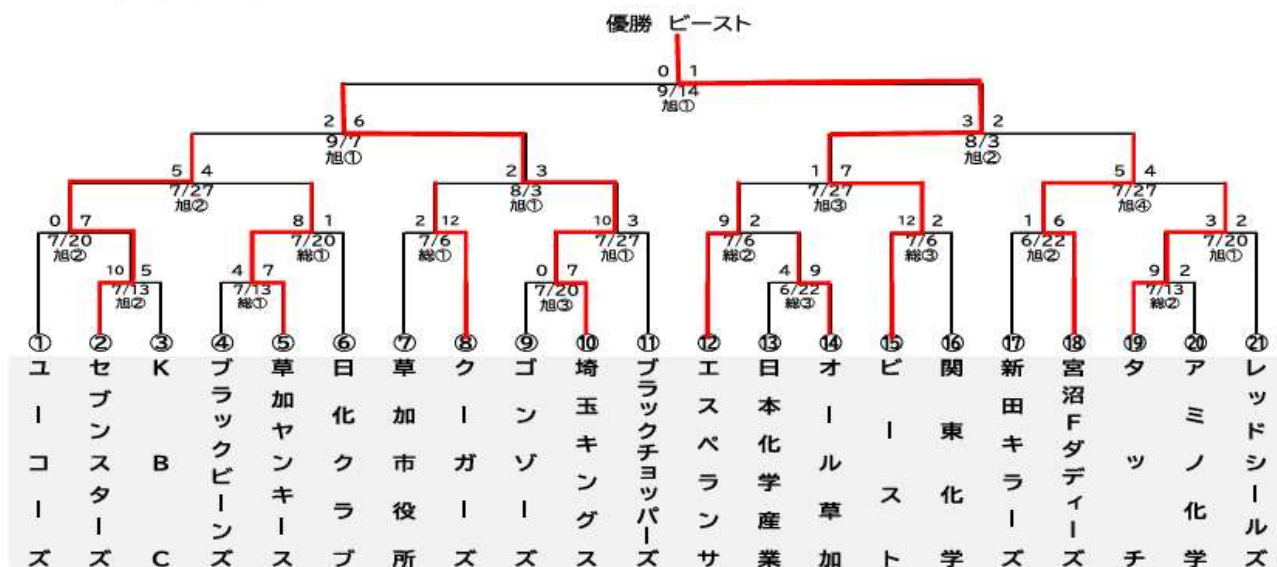 優勝 ビースト
0 1
9/14
旭①
2 6
9/7
旭①
3 2
8/3
旭②
5 4
7/27
旭②
2 3
8/3
旭①
1 7
7/27
旭③
5 4
7/27
旭④
0 7
7/20
旭②
8 1
7/20
総①
2 12
7/6
総①
10 3
7/27
旭①
9 2
7/6
総②
12 2
7/6
総③
1 6
6/22
旭②
3 2
7/20
旭①
10 5
7/13
旭②
4 7
7/13
総①
0 7
7/20
旭③
4 9
6/22
総③
9 2
7/13
総②
① ユーコーズ
② セブンスターズ
③ KBC
④ ブラックビーンズ
⑤ 草加ヤンキース
⑥ 日化クラブ
⑦ 草加市役所
⑧ クーガーズ
⑨ ゴンゾーズ
⑩ 埼玉キングス
⑪ ブラックチョッパーズ
⑫ エスペランサ
⑬ 日本化学産業
⑭ オール草加
⑮ ビースト
⑯ 関東化学
⑰ 新田キラーズ
⑱ 宮沼Fダディーズ
⑲ タッチ
⑳ アミノ化学
㉑ レッドシールズ